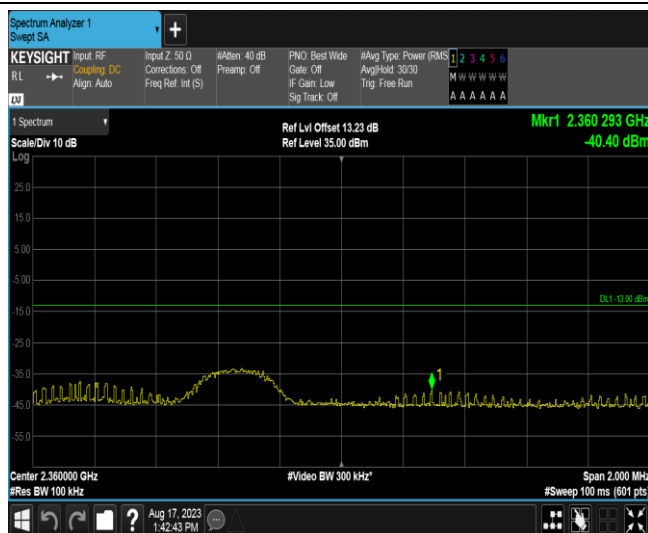 Spectrum Analyzer 1
Swept SA
+
KEYSIGHT
RL
Input: RF
Coupling: DC
Align: Auto
Input Z: 50 Ω
Corrections: Off
Freq Ref: Int (S)
#Atten: 40 dB
Preamp: Off
PNO: Best Wide
Gate: Off
IF Gain: Low
Sig Track: Off
#Avg Type: Power (RMS
Avg|Hold: 30/30
Trig: Free Run
1 2 3 4 5 6
M W W W W W
A A A A A A
LXI
1 Spectrum
Scale/Div 10 dB
Ref Lvl Offset 13.23 dB
Ref Level 35.00 dBm
Mkr1 2.360 293 GHz
-40.40 dBm
Log
25.0
15.0
5.00
-5.00
-15.0
-25.0
-35.0
-45.0
-55.0
DL1 -13.00 dBm
1
Center 2.360000 GHz
#Res BW 100 kHz
#Video BW 300 kHz*
Span 2.000 MHz
#Sweep 100 ms (601 pts)
?
Aug 17, 2023
1:42:43 PM